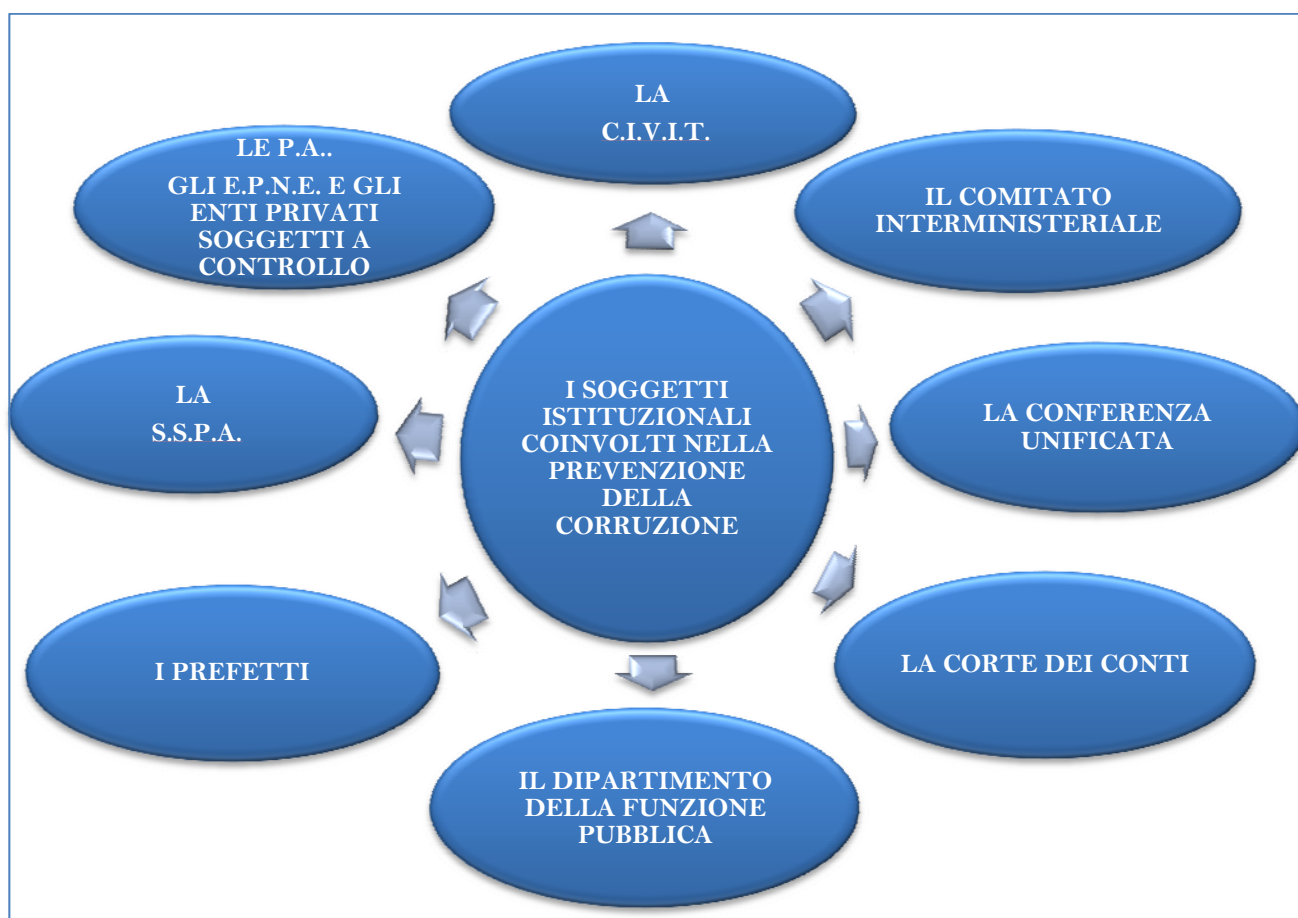 LA
C.I.V.I.T.
LE P.A..
GLI E.P.N.E. E GLI
ENTI PRIVATI
SOGGETTI A
CONTROLLO
IL COMITATO
INTERMINISTERIALE
LA
S.S.P.A.
I SOGGETTI
ISTITUZIONALI
COINVOLTI NELLA
PREVENZIONE
DELLA
CORRUZIONE
LA CONFERENZA
UNIFICATA
I PREFETTI
LA CORTE DEI CONTI
IL DIPARTIMENTO
DELLA FUNZIONE
PUBBLICA